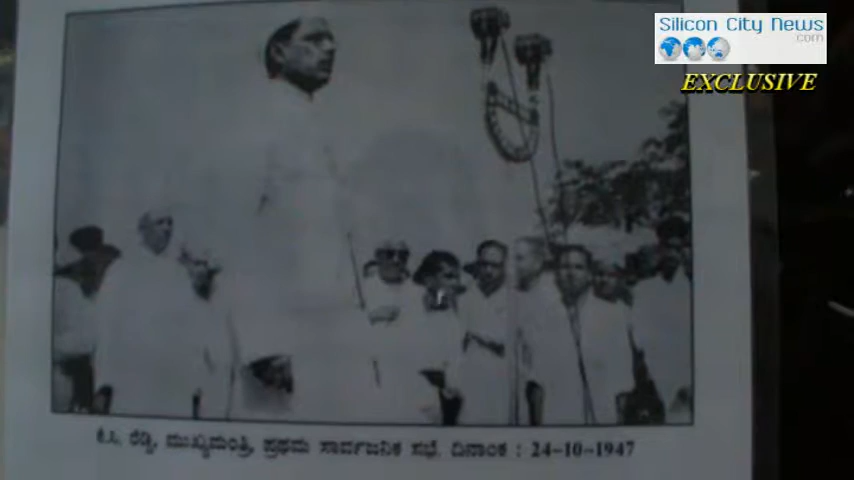 Silicon City News
.com
EXCLUSIVE
ಕೆ.ಸಿ. ರೆಡ್ಡಿ, ಮುಖ್ಯಮಂತ್ರಿ, ಪ್ರಥಮ ಸಾರ್ವಜನಿಕ ಸಭೆ. ದಿನಾಂಕ : 24-10-1947